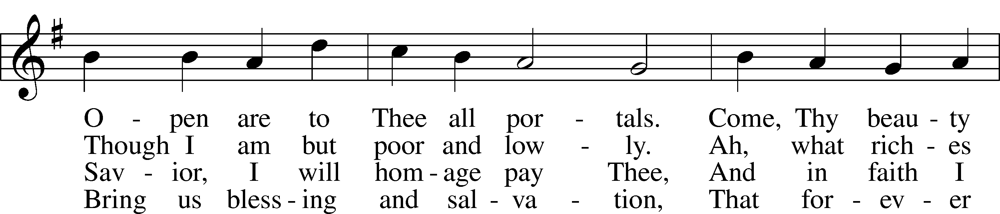 O - pen are to Thee all por - tals. Come, Thy beau - ty
Though I am but poor and low - ly. Ah, what rich - es
Sav - ior, I will hom - age pay Thee, And in faith I
Bring us bless - ing and sal - va - tion, That for - ev - er